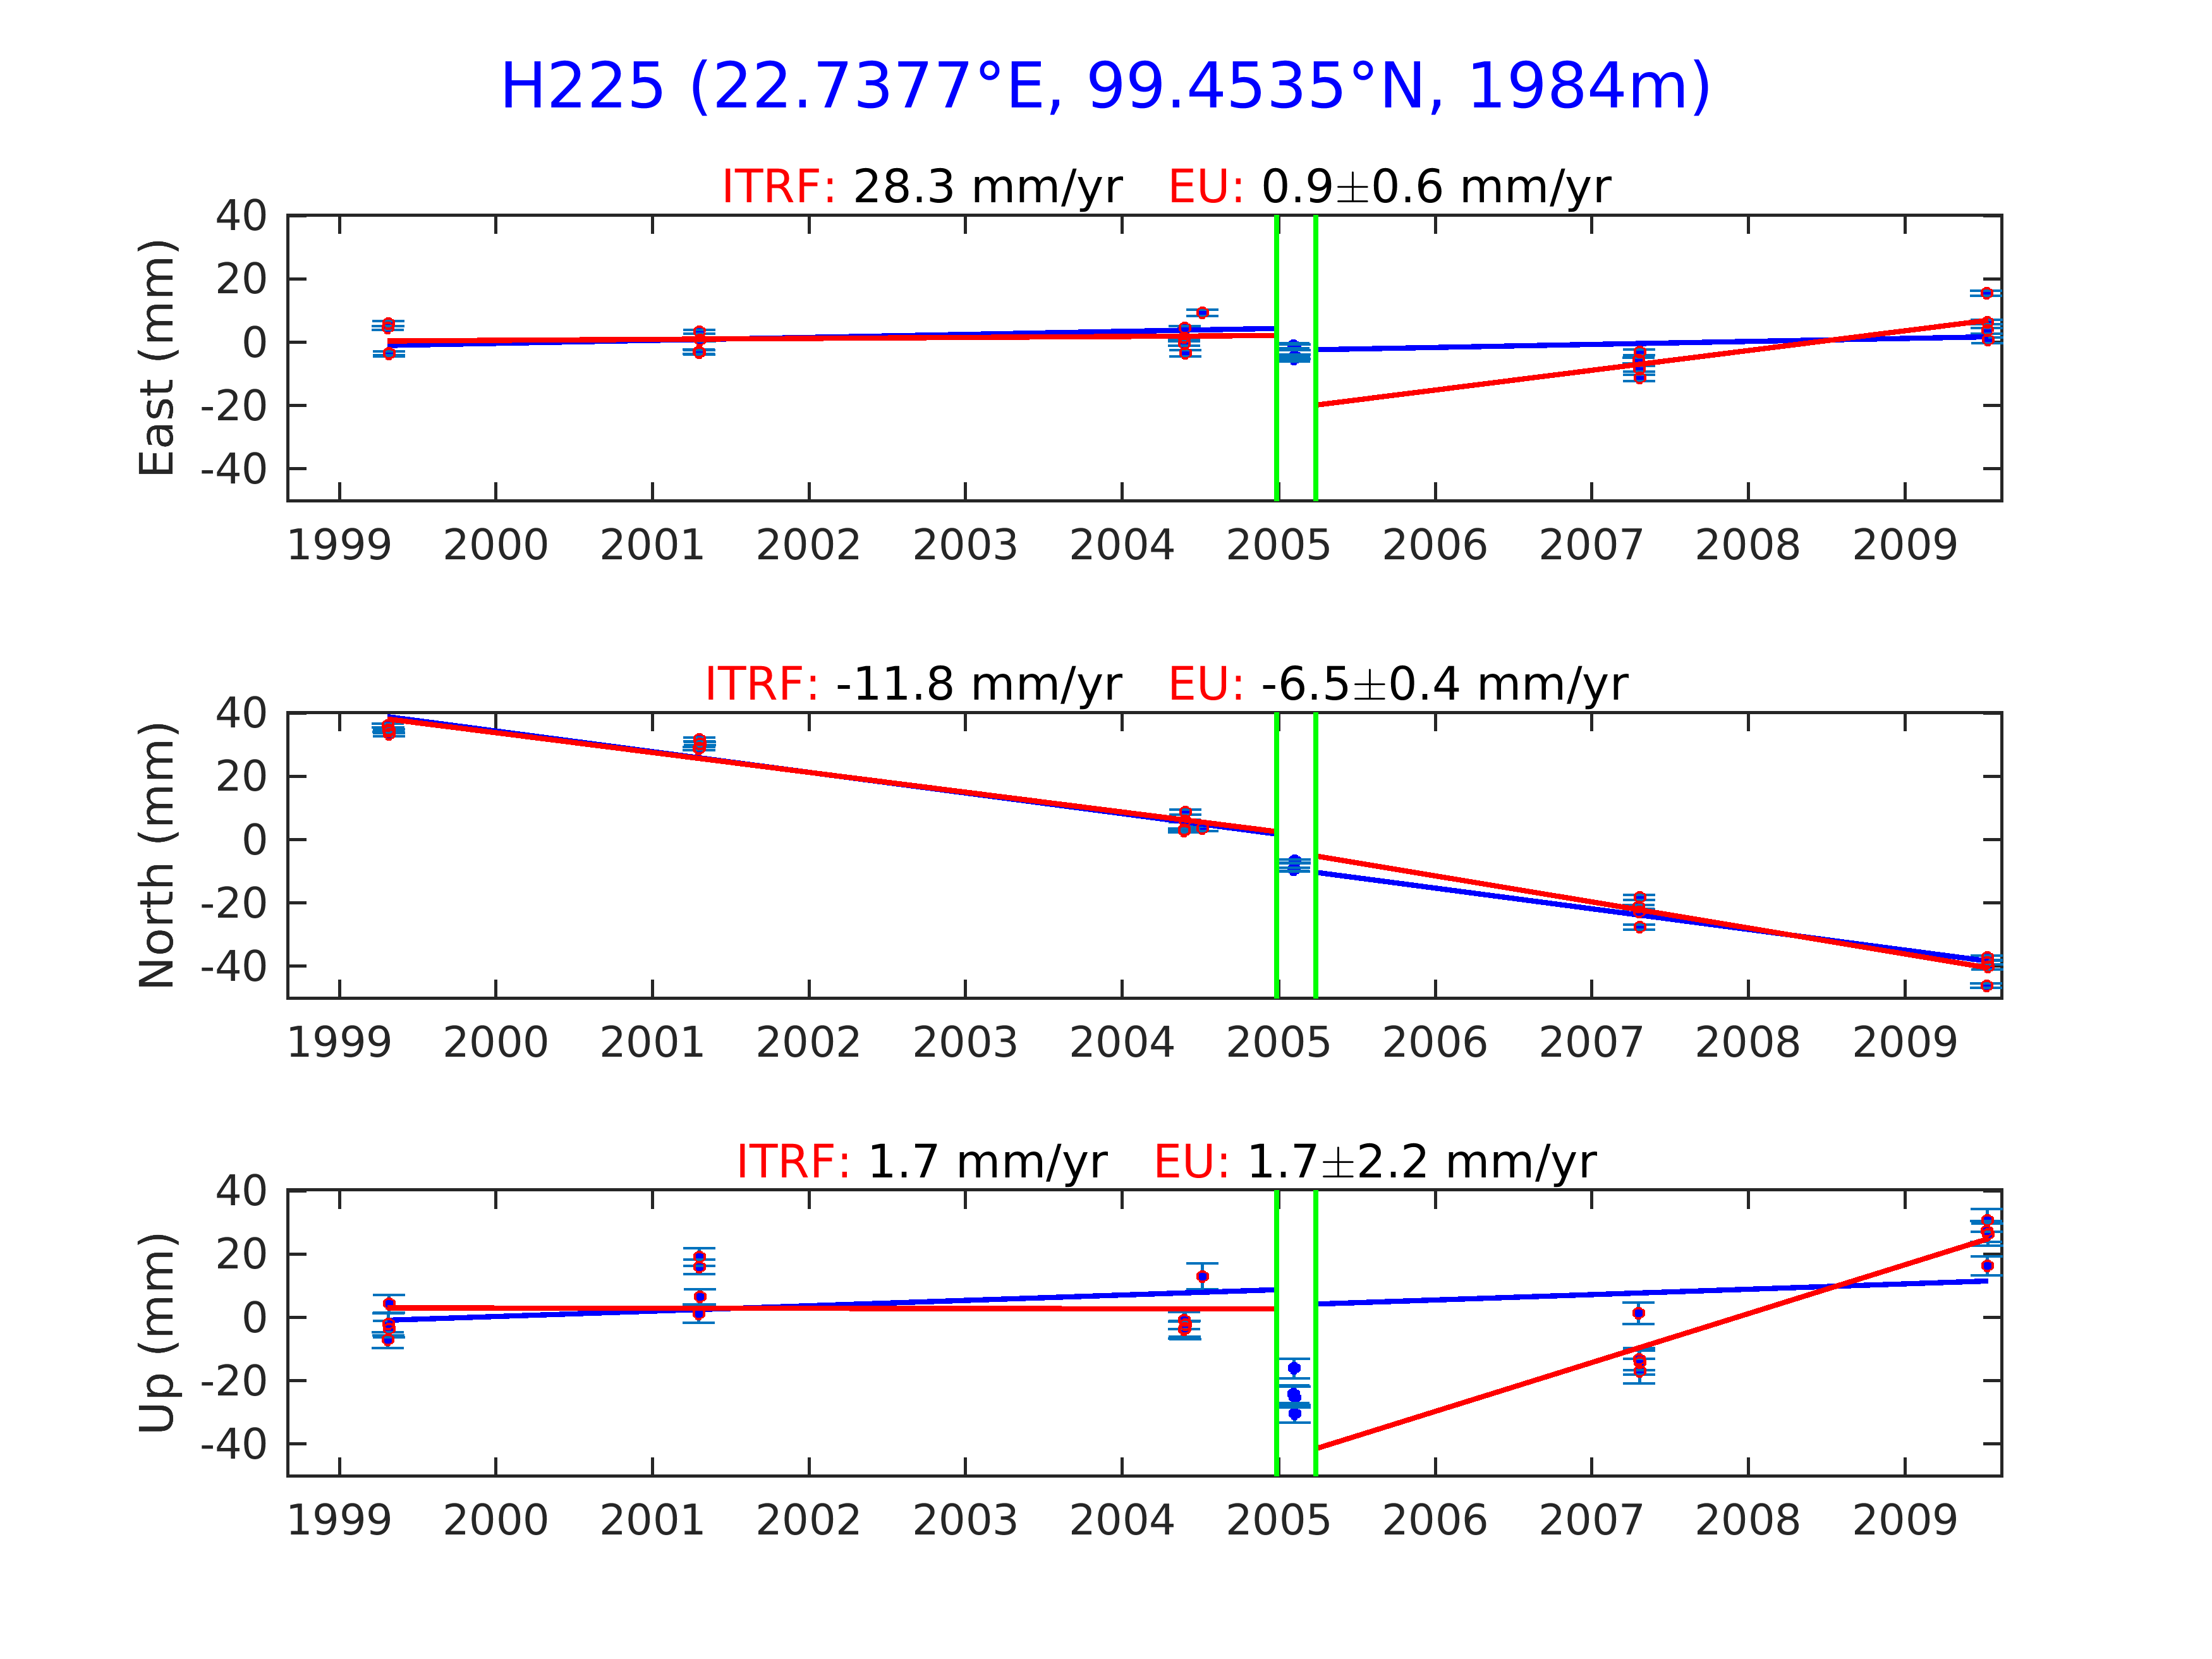 H225 (22.7377°E, 99.4535°N, 1984m)
ITRF: 28.3 mm/yr EU: 0.9±0.6 mm/yr
East (mm)
40
20
0
-20
-40
1999 2000 2001 2002 2003 2004 2005 2006 2007 2008 2009
ITRF: -11.8 mm/yr EU: -6.5±0.4 mm/yr
North (mm)
40
20
0
-20
-40
1999 2000 2001 2002 2003 2004 2005 2006 2007 2008 2009
ITRF: 1.7 mm/yr EU: 1.7±2.2 mm/yr
Up (mm)
40
20
0
-20
-40
1999 2000 2001 2002 2003 2004 2005 2006 2007 2008 2009